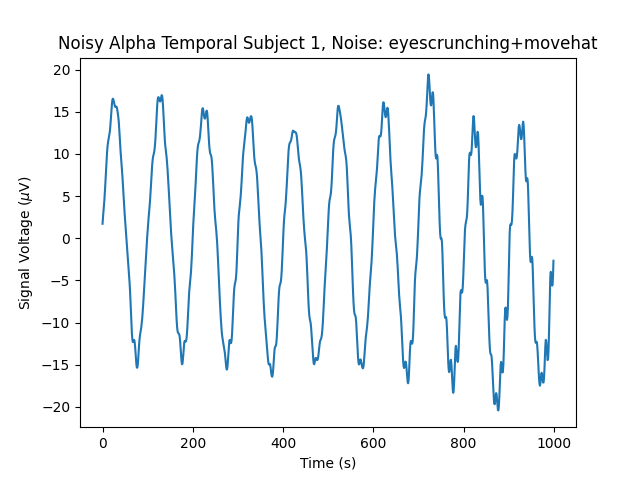 Noisy Alpha Temporal Subject 1, Noise: eyescrunching+movehat
20
15
10
5
0
−5
−10
−15
−20
Signal Voltage (μV)
0 200 400 600 800 1000
Time (s)